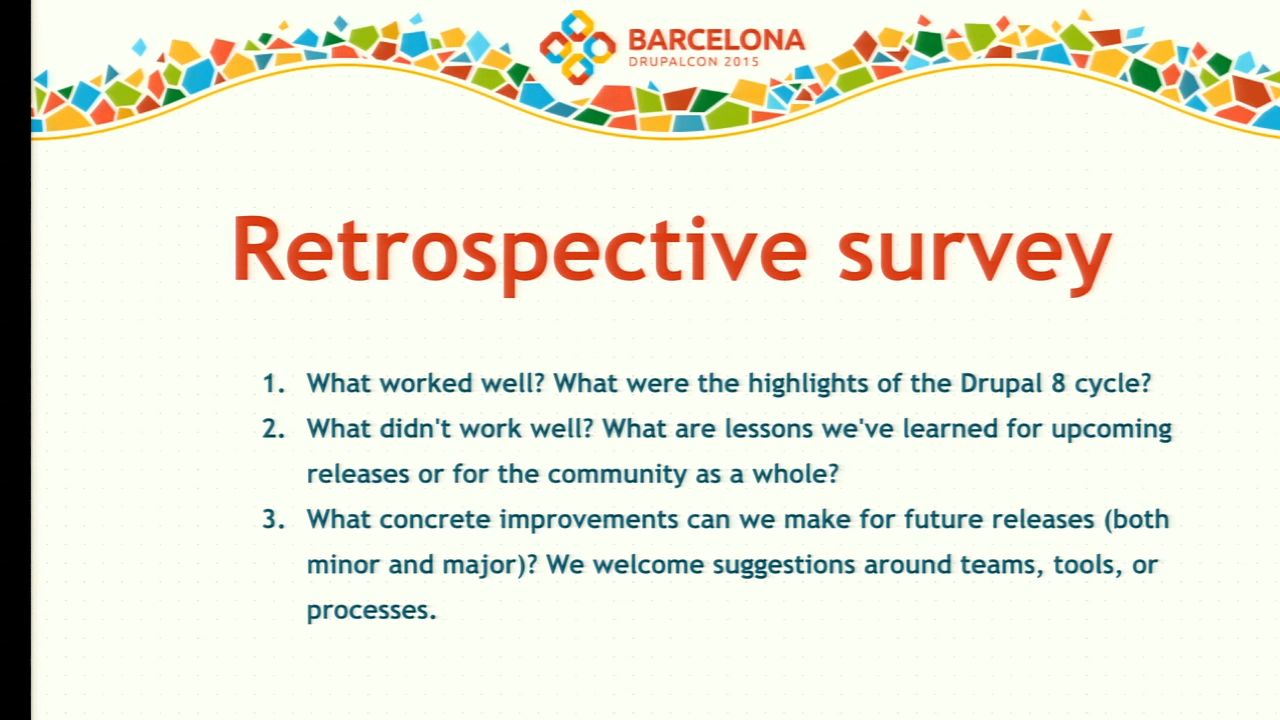 BARCELONA
DRUPALCON 2015
Retrospective survey
1. What worked well? What were the highlights of the Drupal 8 cycle?
2. What didn't work well? What are lessons we've learned for upcoming
releases or for the community as a whole?
3. What concrete improvements can we make for future releases (both
minor and major)? We welcome suggestions around teams, tools, or
processes.